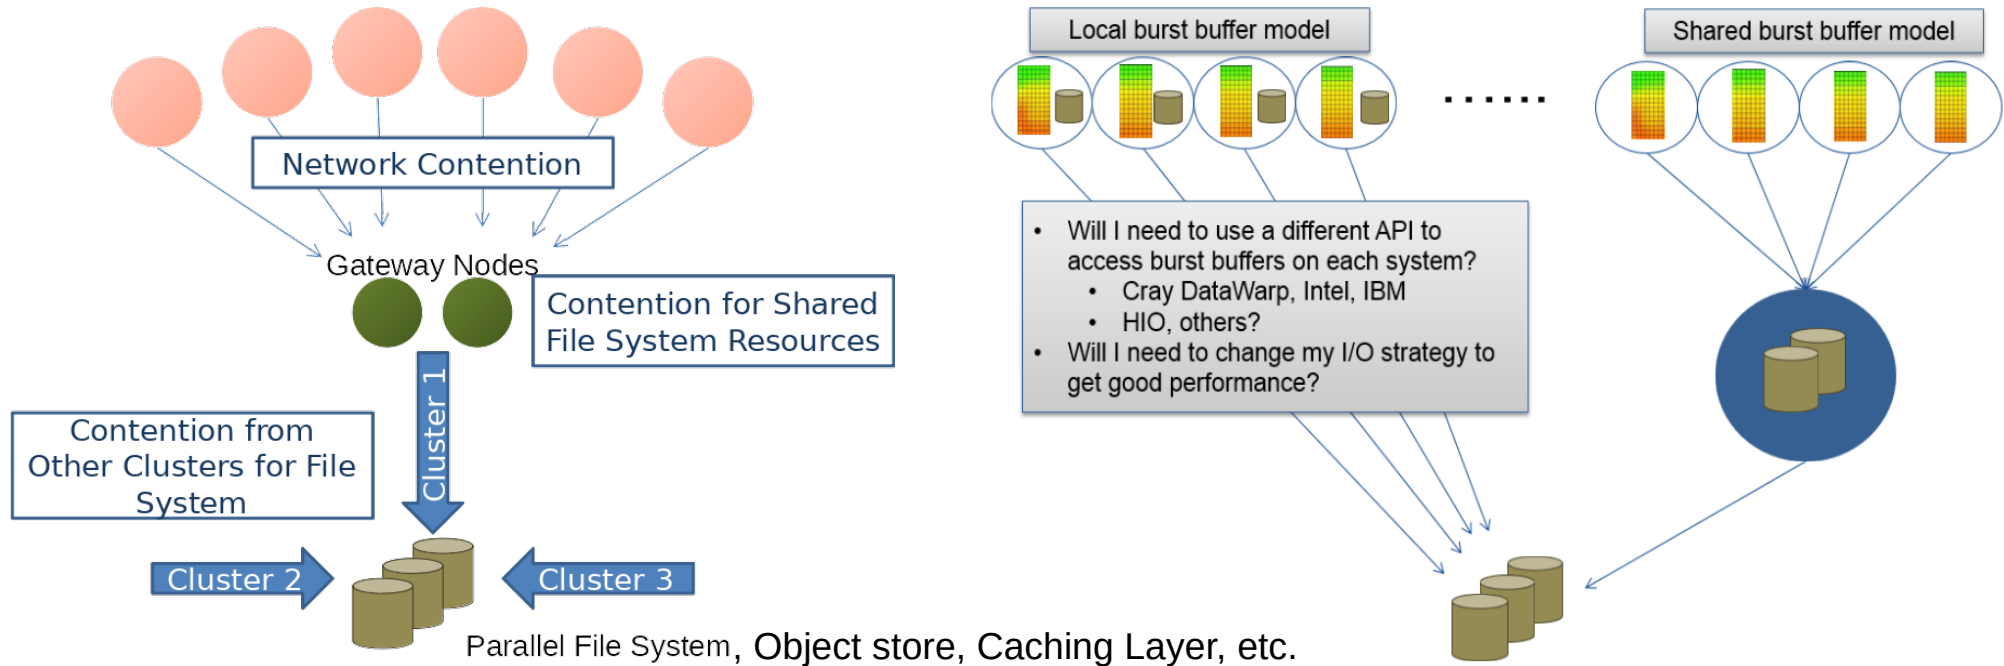 Network Contention
Gateway Nodes
Contention for Shared
File System Resources
Cluster 1
Contention from
Other Clusters for File
System
Cluster 2
Cluster 3
Parallel File System, Object store, Caching Layer, etc.
Local burst buffer model
......
Shared burst buffer model
• Will I need to use a different API to
access burst buffers on each system?
• Cray DataWarp, Intel, IBM
• HIO, others?
• Will I need to change my I/O strategy to
get good performance?